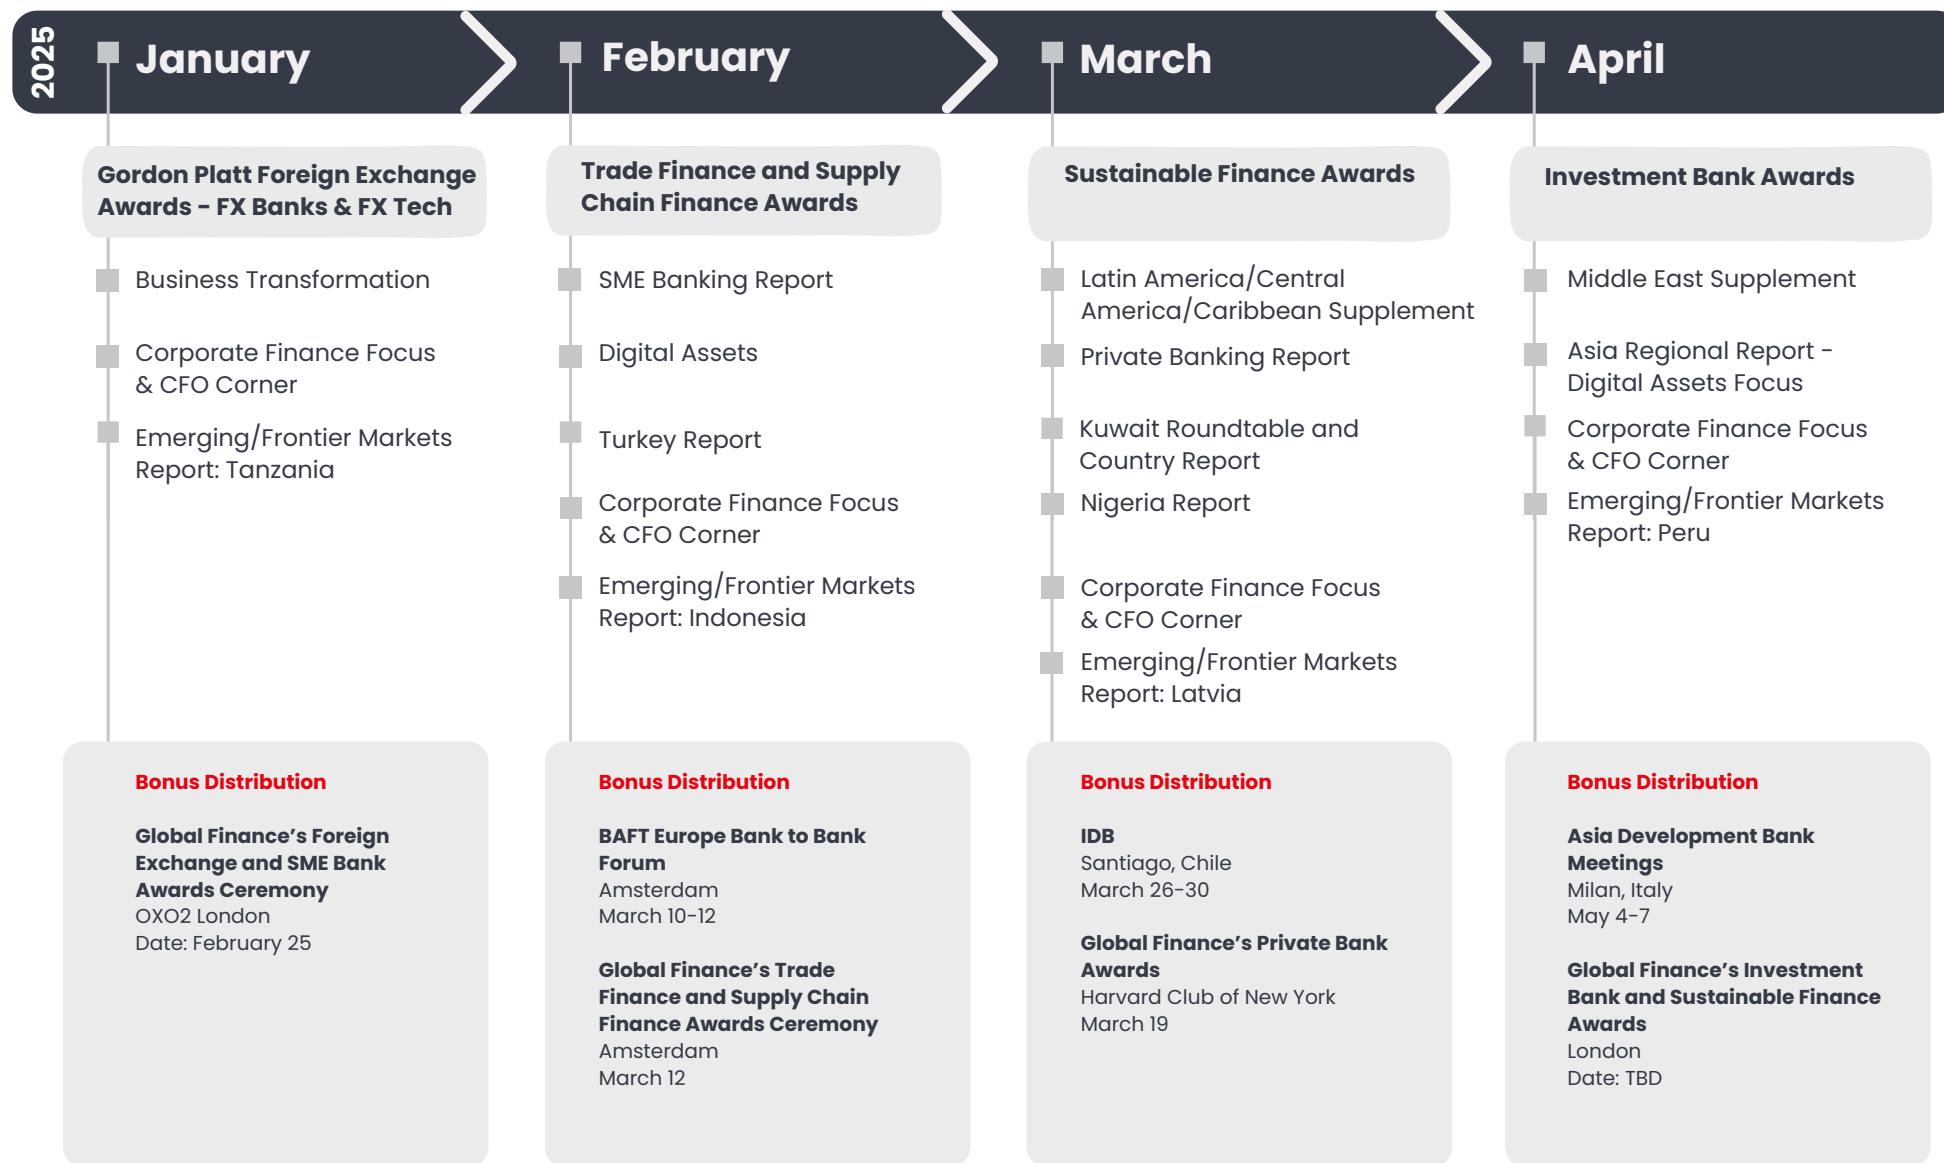 2025
January
February
March
April
Gordon Platt Foreign Exchange
Awards - FX Banks & FX Tech
Business Transformation
Corporate Finance Focus
& CFO Corner
Emerging/Frontier Markets
Report: Tanzania
Bonus Distribution
Global Finance’s Foreign
Exchange and SME Bank
Awards Ceremony
OXO2 London
Date: February 25
Trade Finance and Supply
Chain Finance Awards
SME Banking Report
Digital Assets
Turkey Report
Corporate Finance Focus
& CFO Corner
Emerging/Frontier Markets
Report: Indonesia
Bonus Distribution
BAFT Europe Bank to Bank
Forum
Amsterdam
March 10-12
Global Finance’s Trade
Finance and Supply Chain
Finance Awards Ceremony
Amsterdam
March 12
Sustainable Finance Awards
Latin America/Central
America/Caribbean Supplement
Private Banking Report
Kuwait Roundtable and
Country Report
Nigeria Report
Corporate Finance Focus
& CFO Corner
Emerging/Frontier Markets
Report: Latvia
Bonus Distribution
IDB
Santiago, Chile
March 26-30
Global Finance’s Private Bank
Awards
Harvard Club of New York
March 19
Investment Bank Awards
Middle East Supplement
Asia Regional Report -
Digital Assets Focus
Corporate Finance Focus
& CFO Corner
Emerging/Frontier Markets
Report: Peru
Bonus Distribution
Asia Development Bank
Meetings
Milan, Italy
May 4-7
Global Finance’s Investment
Bank and Sustainable Finance
Awards
London
Date: TBD